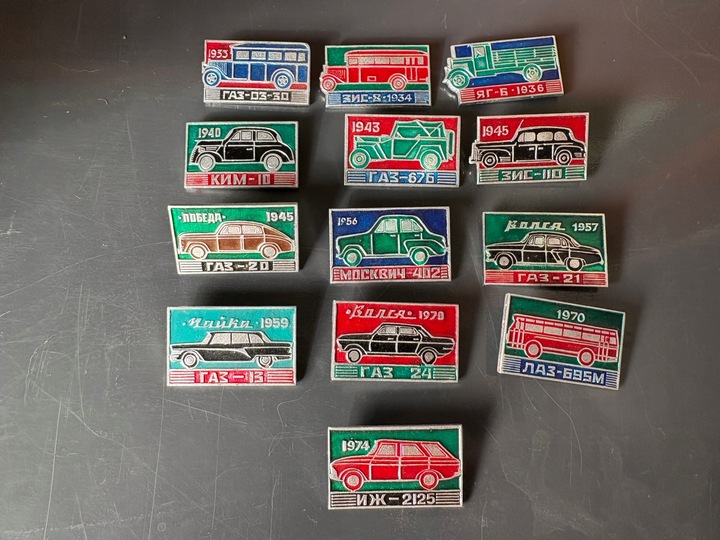 1933
ГАЗ-03-30
ЗИС-8-1934
ЯГ-6-1936
1940
КИМ-10
1943
ГАЗ-67б
1945
ЗИС-110
•ПОБЕДА• 1945
ГАЗ-20
1956
МОСКВИЧ-402
Волга 1957
ГАЗ-21
•Чайка• 1959
ГАЗ-13
•Волга• 1970
ГАЗ 24
1970
ЛАЗ-695М
1974
ИЖ-2125